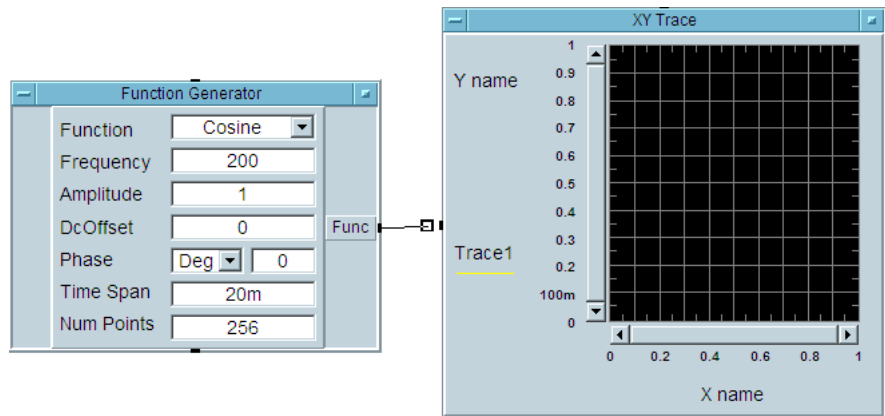 Function Generator
Function Cosine
Frequency 200
Amplitude 1
DcOffset 0
Func
Phase Deg 0
Time Span 20m
Num Points 256
XY Trace
Y name
Trace1
1
0.9
0.8
0.7
0.6
0.5
0.4
0.3
0.2
100m
0
0 0.2 0.4 0.6 0.8 1
X name